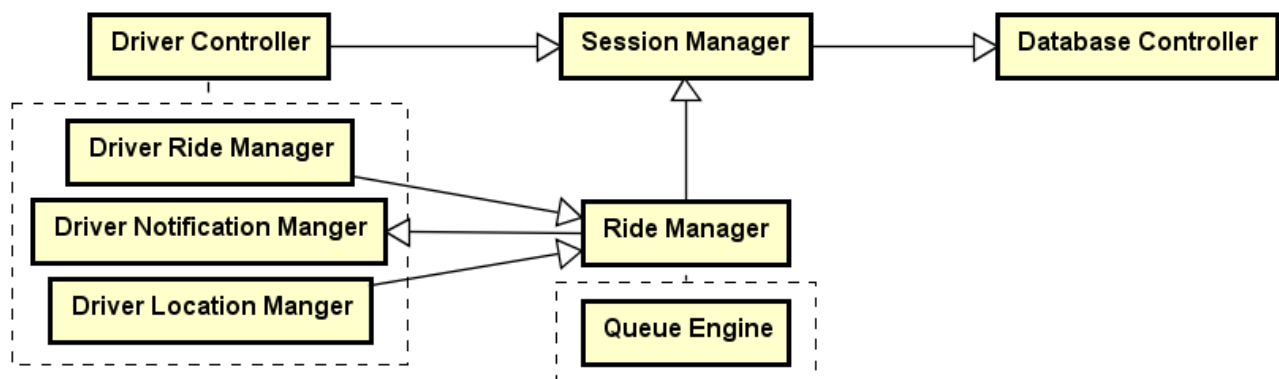 Driver Controller
Session Manager
Database Controller
Driver Ride Manager
Driver Notification Manger
Ride Manager
Driver Location Manger
Queue Engine